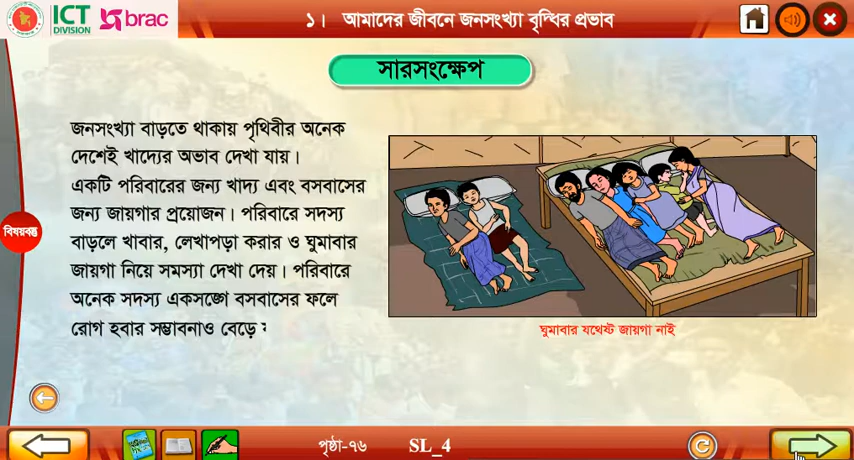 ICT
DIVISION
brac
১। আমাদের জীবনে জনসংখ্যা বৃদ্ধির প্রভাব
সারসংক্ষেপ
জনসংখ্যা বাড়তে থাকায় পৃথিবীর অনেক
দেশেই খাদ্যের অভাব দেখা যায়।
একটি পরিবারের জন্য খাদ্য এবং বসবাসের
জন্য জায়গার প্রয়োজন। পরিবারে সদস্য
বাড়লে খাবার, লেখাপড়া করার ও ঘুমাবার
জায়গা নিয়ে সমস্যা দেখা দেয়। পরিবারে
অনেক সদস্য একসঙ্গে বসবাসের ফলে
রোগ হবার সম্ভাবনাও বেড়ে
ঘুমাবার যথেষ্ট জায়গা নাই
বিষয়বস্তু
পৃষ্ঠা-৭৬
SL_4